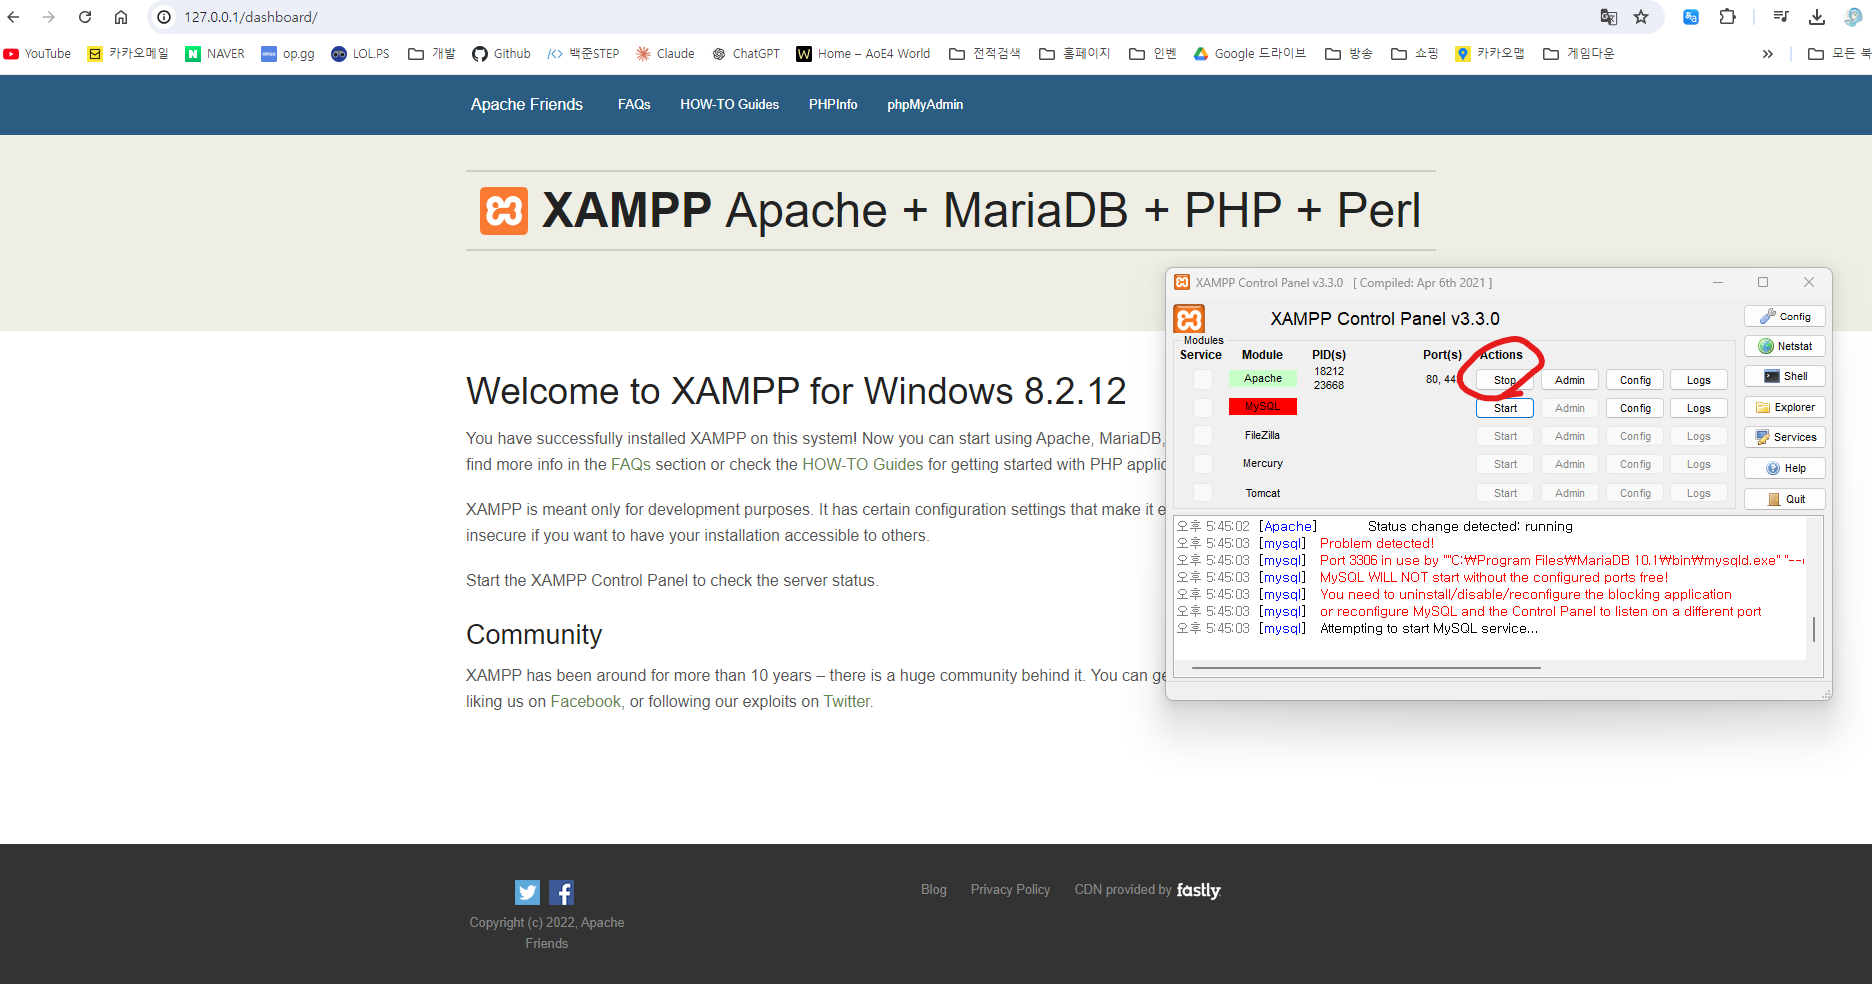 127.0.0.1/dashboard/
YouTube 카카오메일 NAVER op.gg LOL.PS 개발 Github 백준STEP Claude ChatGPT Home – AoE4 World 전적검색 홈페이지 인벤 Google 드라이브 방송 쇼핑 카카오맵 게임다운 » 모든 북
Apache Friends FAQs HOW-TO Guides PHPInfo phpMyAdmin
XAMPP Apache + MariaDB + PHP + Perl
Welcome to XAMPP for Windows 8.2.12
You have successfully installed XAMPP on this system! Now you can start using Apache, MariaDB,
find more info in the FAQs section or check the HOW-TO Guides for getting started with PHP applic
XAMPP is meant only for development purposes. It has certain configuration settings that make it e
insecure if you want to have your installation accessible to others.
Start the XAMPP Control Panel to check the server status.
Community
XAMPP has been around for more than 10 years – there is a huge community behind it. You can ge
liking us on Facebook, or following our exploits on Twitter.
XAMPP Control Panel v3.3.0 [ Compiled: Apr 6th 2021 ]
XAMPP Control Panel v3.3.0
Modules
Service Module PID(s) Port(s) Actions
Apache 18212 23668 80, 44 Stop Admin Config Logs
MySQL Start Admin Config Logs
FileZilla Start Admin Config Logs
Mercury Start Admin Config Logs
Tomcat Start Admin Config Logs
Config
Netstat
Shell
Explorer
Services
Help
Quit
오후 5:45:02 [Apache] Status change detected: running
오후 5:45:03 [mysql] Problem detected!
오후 5:45:03 [mysql] Port 3306 in use by ""C:₩Program Files₩MariaDB 10.1₩bin₩mysqld.exe" "--
오후 5:45:03 [mysql] MySQL WILL NOT start without the configured ports free!
오후 5:45:03 [mysql] You need to uninstall/disable/reconfigure the blocking application
오후 5:45:03 [mysql] or reconfigure MySQL and the Control Panel to listen on a different port
오후 5:45:03 [mysql] Attempting to start MySQL service...
Blog Privacy Policy CDN provided by fastly
Copyright (c) 2022, Apache
Friends